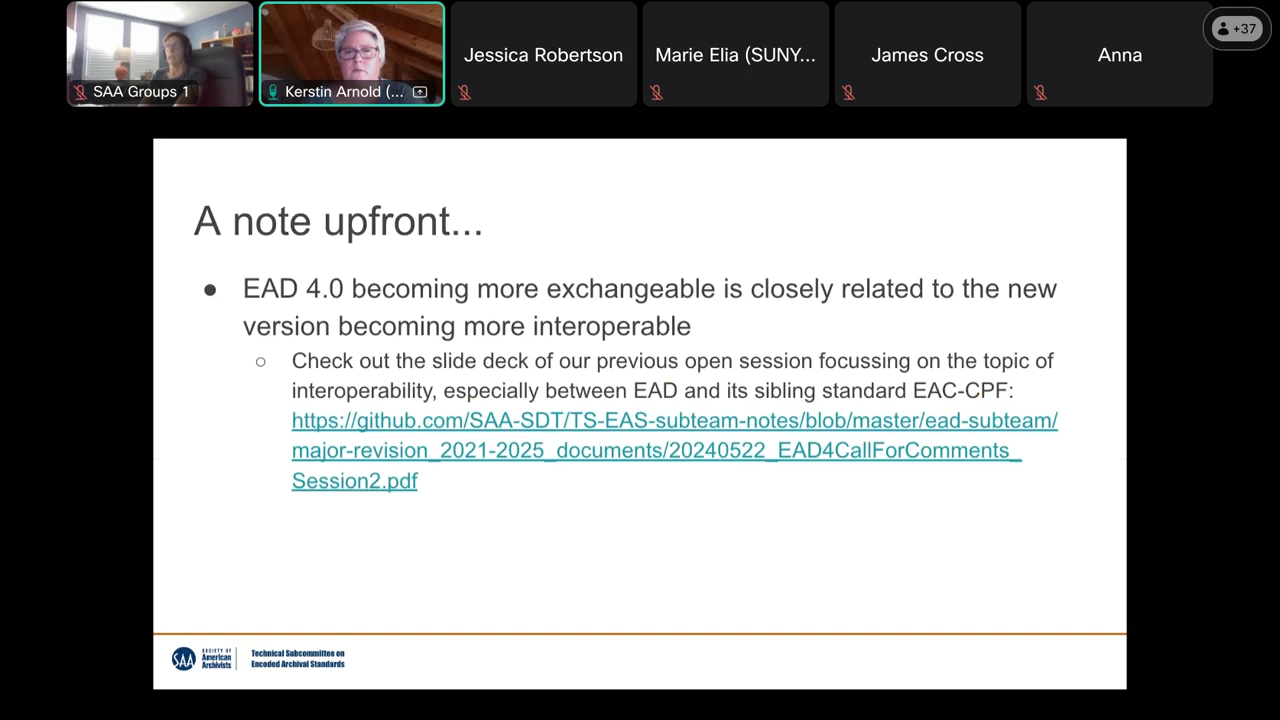 SAA Groups 1
Kerstin Arnold (...
Jessica Robertson
Marie Elia (SUNY...
James Cross
Anna
+37
A note upfront...
● EAD 4.0 becoming more exchangeable is closely related to the new
version becoming more interoperable
○ Check out the slide deck of our previous open session focussing on the topic of
interoperability, especially between EAD and its sibling standard EAC-CPF:
https://github.com/SAA-SDT/TS-EAS-subteam-notes/blob/master/ead-subteam/
major-revision_2021-2025_documents/20240522_EAD4CallForComments_
Session2.pdf
SAA
SOCIETY OF
American
Archivists
Technical Subcommittee on
Encoded Archival Standards